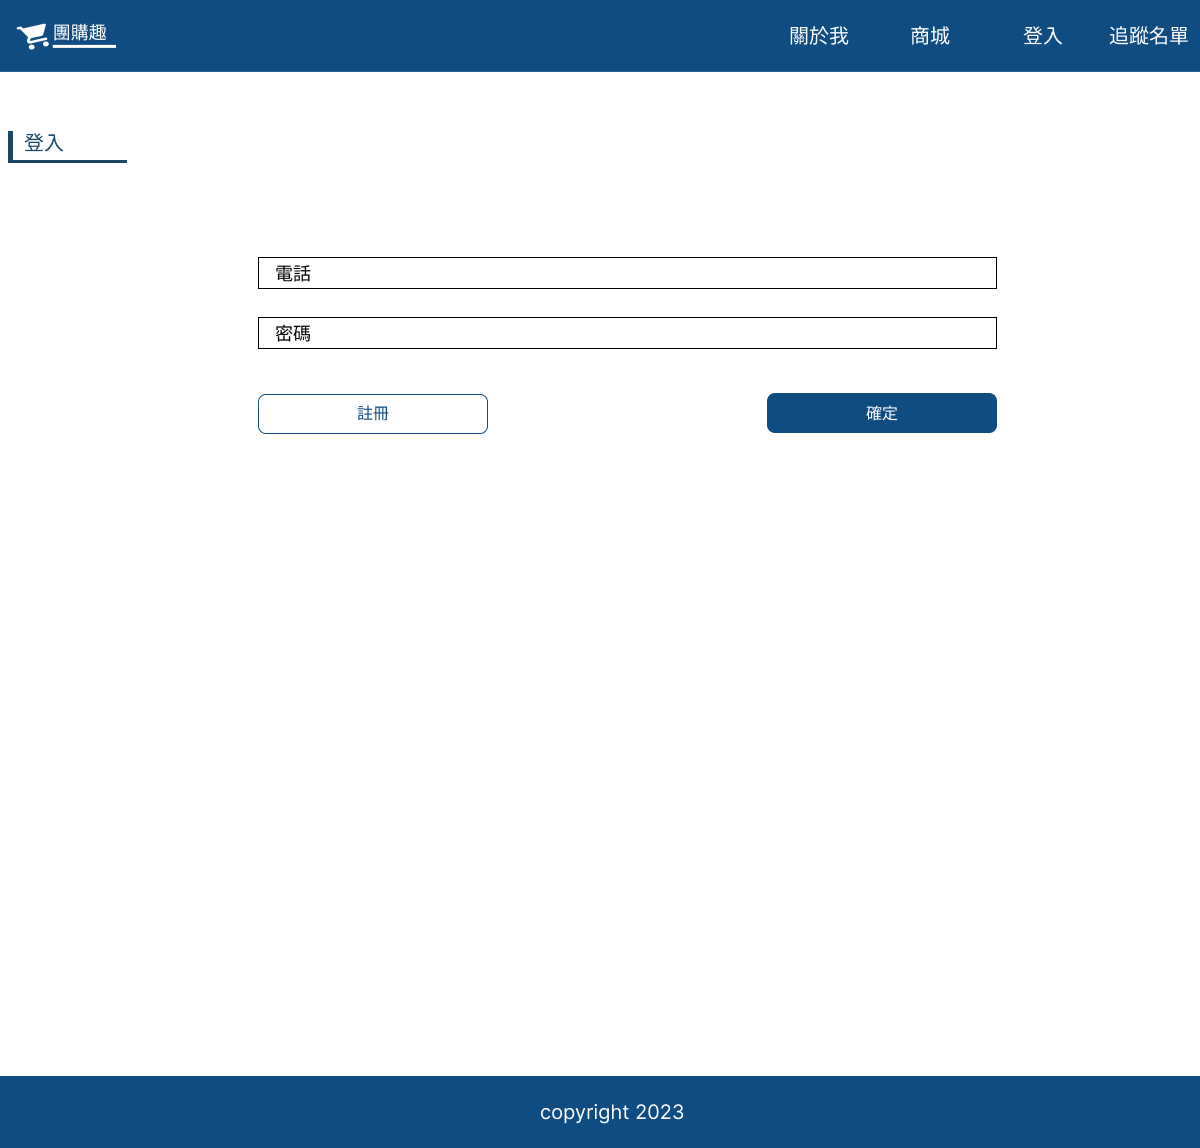 團購趣
關於我 商城 登入 追蹤名單
登入
電話
密碼
註冊 確定
copyright 2023